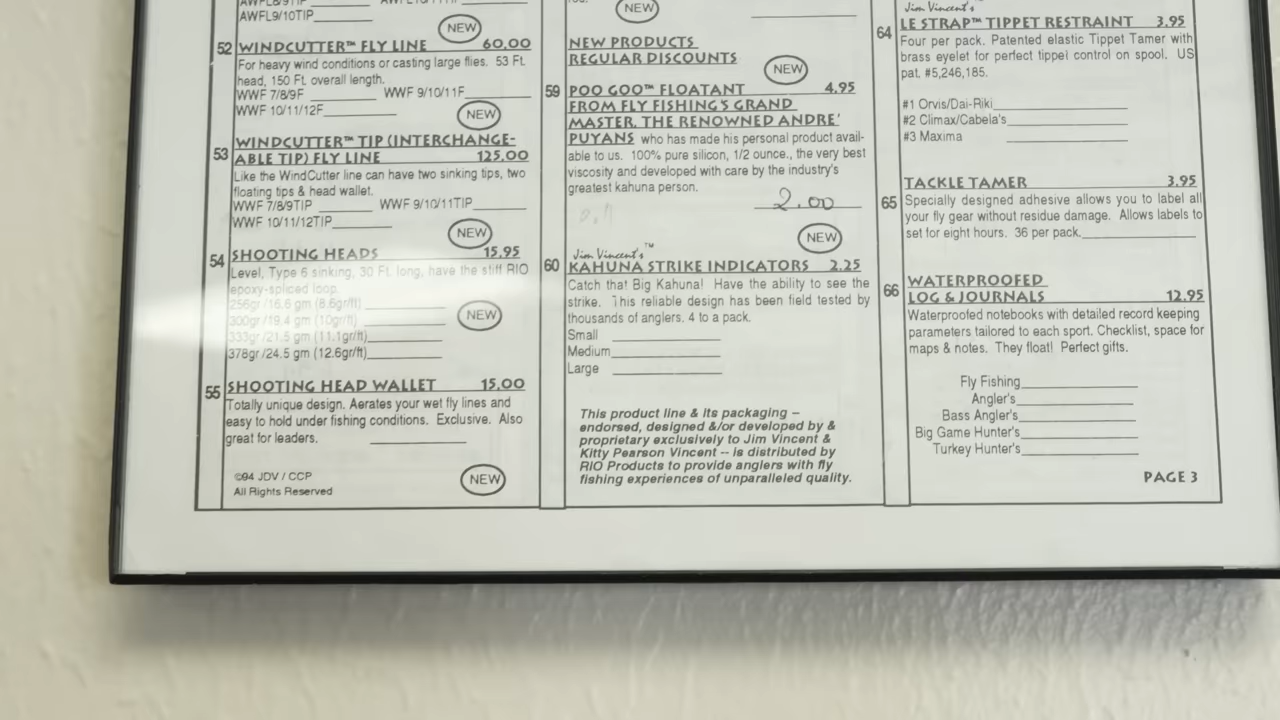 AWFL9/10TIP
NEW
52 WINDCUTTER™ FLY LINE 60.00
For heavy wind conditions or casting large flies. 53 Ft.
head, 150 Ft. overall length.
WWF 7/8/9F WWF 9/10/11F
WWF 10/11/12F
NEW
53 WINDCUTTER™ TIP (INTERCHANGE-
ABLE TIP) FLY LINE 125.00
Like the WindCutter line can have two sinking tips, two
floating tips & head wallet.
WWF 7/8/9TIP WWF 9/10/11TIP
WWF 10/11/12TIP
NEW
54 SHOOTING HEADS 15.95
Level, Type 6 sinking, 30 Ft. long, have the stiff RIO
epoxy-spliced loop.
256gr /16.6 gm (8.6gr/ft)
300gr /19.4 gm (10gr/ft)
NEW
333gr /21.5 gm (11.1gr/ft)
378gr /24.5 gm (12.6gr/ft)
55 SHOOTING HEAD WALLET 15.00
Totally unique design. Aerates your wet fly lines and
easy to hold under fishing conditions. Exclusive. Also
great for leaders.
©94 JDV / CCP
All Rights Reserved
NEW
NEW
NEW PRODUCTS
REGULAR DISCOUNTS
NEW
59 POO GOO™ FLOATANT 4.95
FROM FLY FISHING'S GRAND
MASTER, THE RENOWNED ANDRE'
PUYANS who has made his personal product avail-
able to us. 100% pure silicon, 1/2 ounce., the very best
viscosity and developed with care by the industry's
greatest kahuna person.
2.00
NEW
Jim Vincent's™
60 KAHUNA STRIKE INDICATORS 2.25
Catch that Big Kahuna! Have the ability to see the
strike. This reliable design has been field tested by
thousands of anglers. 4 to a pack.
Small
Medium
Large
This product line & its packaging –
endorsed, designed &/or developed by &
proprietary exclusively to Jim Vincent &
Kitty Pearson Vincent -- is distributed by
RIO Products to provide anglers with fly
fishing experiences of unparalleled quality.
Jim Vincent's
64 LE STRAP™ TIPPET RESTRAINT 3.95
Four per pack. Patented elastic Tippet Tamer with
brass eyelet for perfect tippet control on spool. US
pat. #5,246,185.
#1 Orvis/Dai-Riki
#2 Climax/Cabela's
#3 Maxima
TACKLE TAMER 3.95
65 Specially designed adhesive allows you to label all
your fly gear without residue damage. Allows labels to
set for eight hours. 36 per pack.
66 WATERPROOFED
LOG & JOURNALS 12.95
Waterproofed notebooks with detailed record keeping
parameters tailored to each sport. Checklist, space for
maps & notes. They float! Perfect gifts.
Fly Fishing
Angler's
Bass Angler's
Big Game Hunter's
Turkey Hunter's
PAGE 3